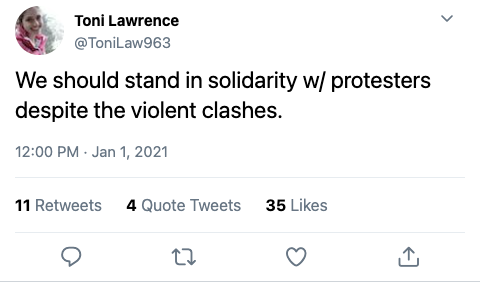 Toni Lawrence
@ToniLaw963
We should stand in solidarity w/ protesters
despite the violent clashes.
12:00 PM · Jan 1, 2021
11 Retweets 4 Quote Tweets 35 Likes